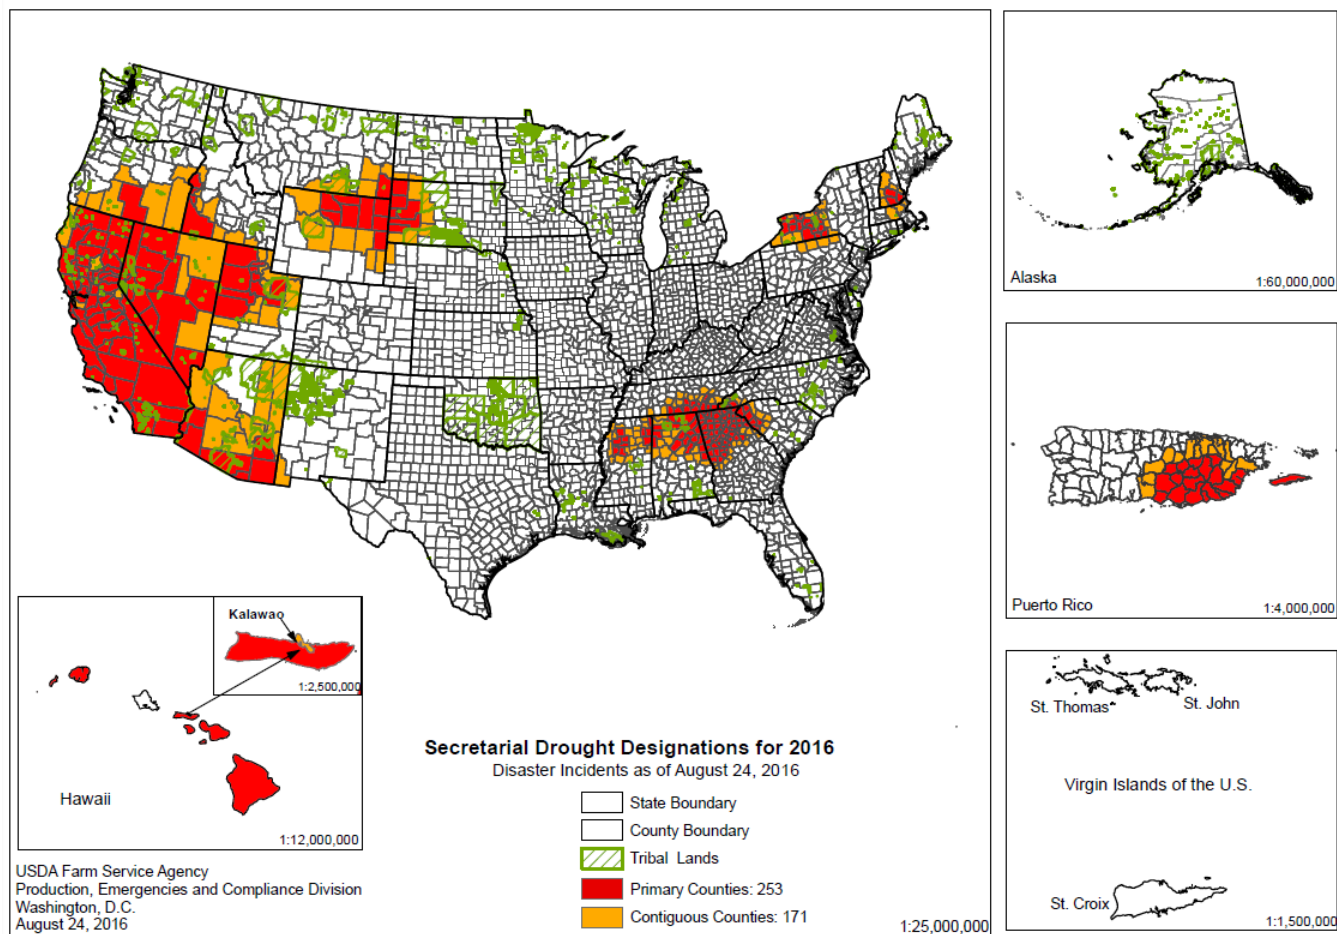 Alaska
1:60,000,000
Puerto Rico
1:4,000,000
Kalawao
1:2,500,000
Hawaii
1:12,000,000
St. Thomas
St. John
Virgin Islands of the U.S.
St. Croix
1:1,500,000
Secretarial Drought Designations for 2016
Disaster Incidents as of August 24, 2016
State Boundary
County Boundary
Tribal Lands
Primary Counties: 253
Contiguous Counties: 171
1:25,000,000
USDA Farm Service Agency
Production, Emergencies and Compliance Division
Washington, D.C.
August 24, 2016